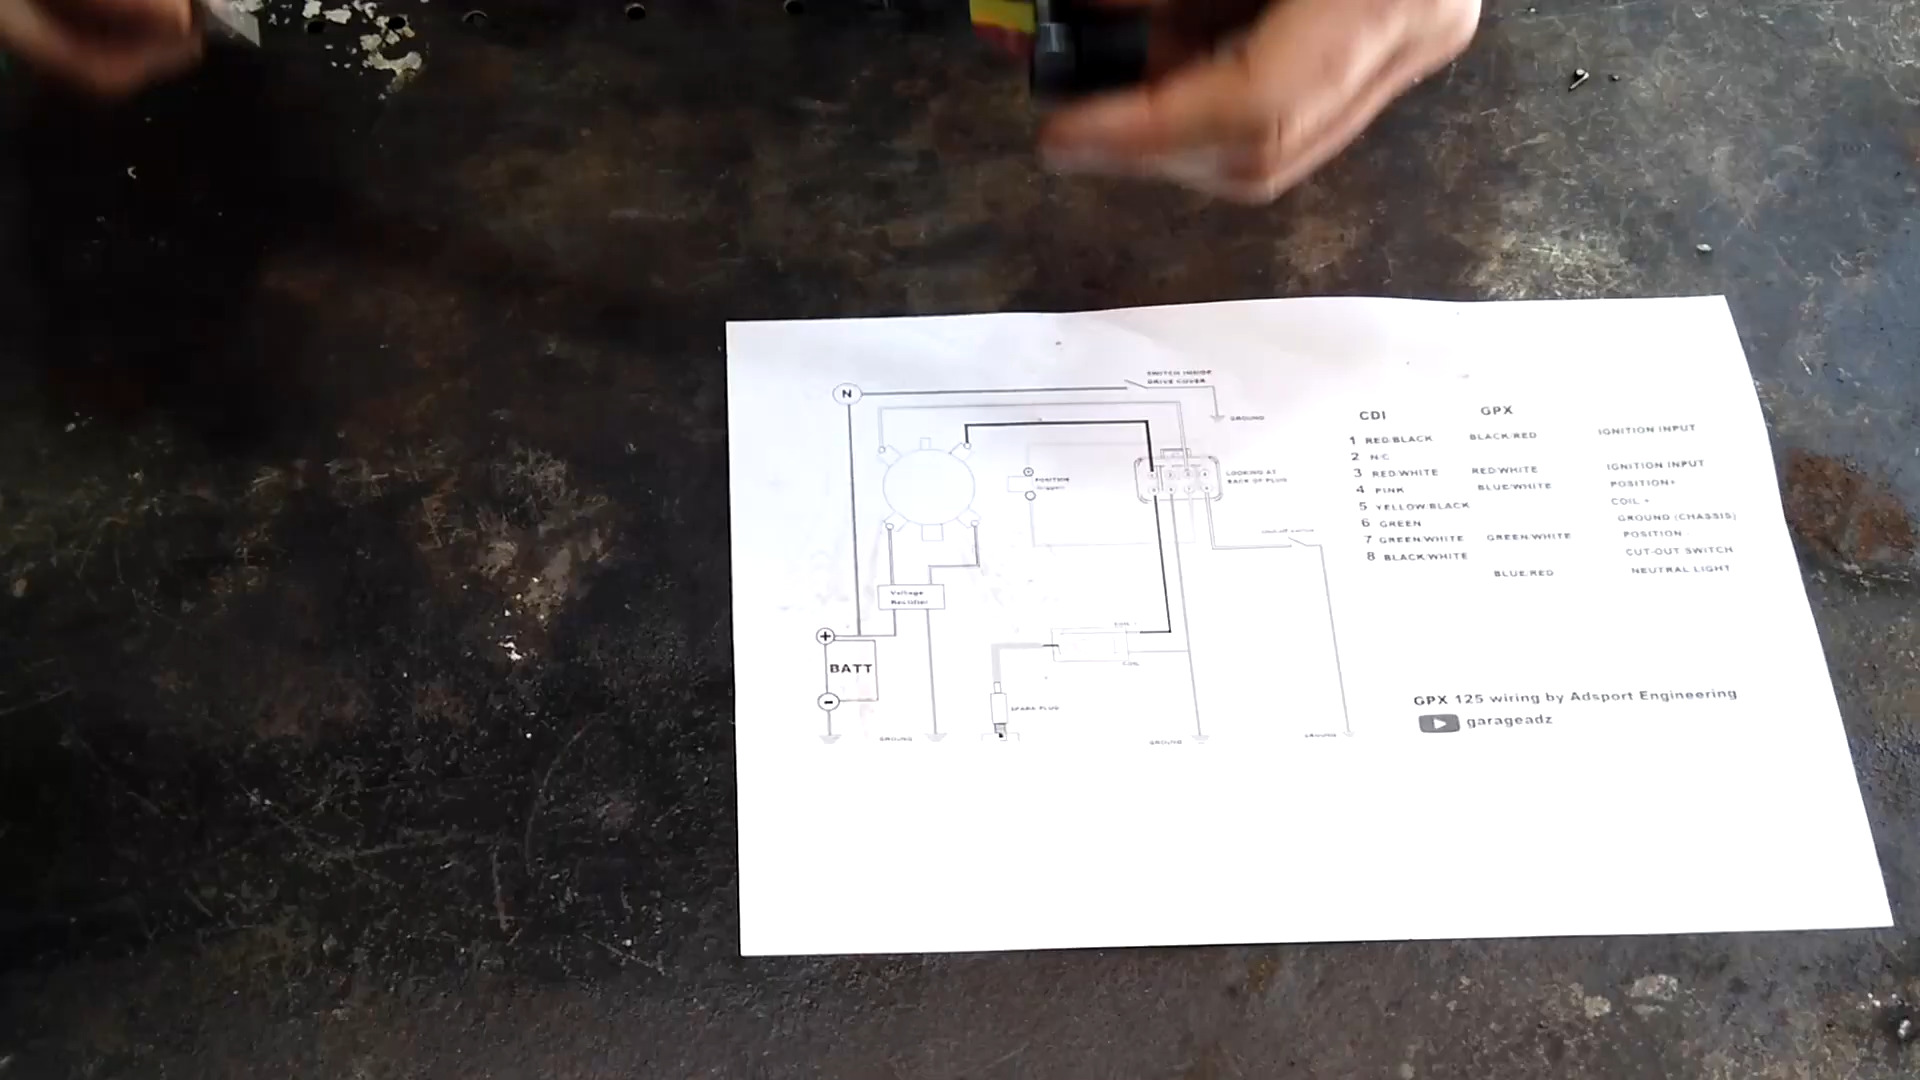 SWITCH INSIDE
DRIVE COVER
N
GROUND
LOOKING AT
BACK OF PLUG
POSITION
Voltage
Rectifier
+
BATT
-
COIL
SPARK PLUG
GROUND
GROUND
GROUND
CDI GPX
1 RED/BLACK BLACK/RED IGNITION INPUT
2 N/C
3 RED/WHITE RED/WHITE IGNITION INPUT
4 PINK BLUE/WHITE POSITION+
5 YELLOW/BLACK COIL +
6 GREEN GROUND (CHASSIS)
7 GREEN/WHITE GREEN/WHITE POSITION -
8 BLACK/WHITE CUT-OUT SWITCH
BLUE/RED NEUTRAL LIGHT
GPX 125 wiring by Adsport Engineering
garageadz